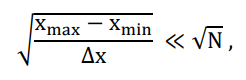 √((x_max − x_min)/Δx) ≪ √N ,